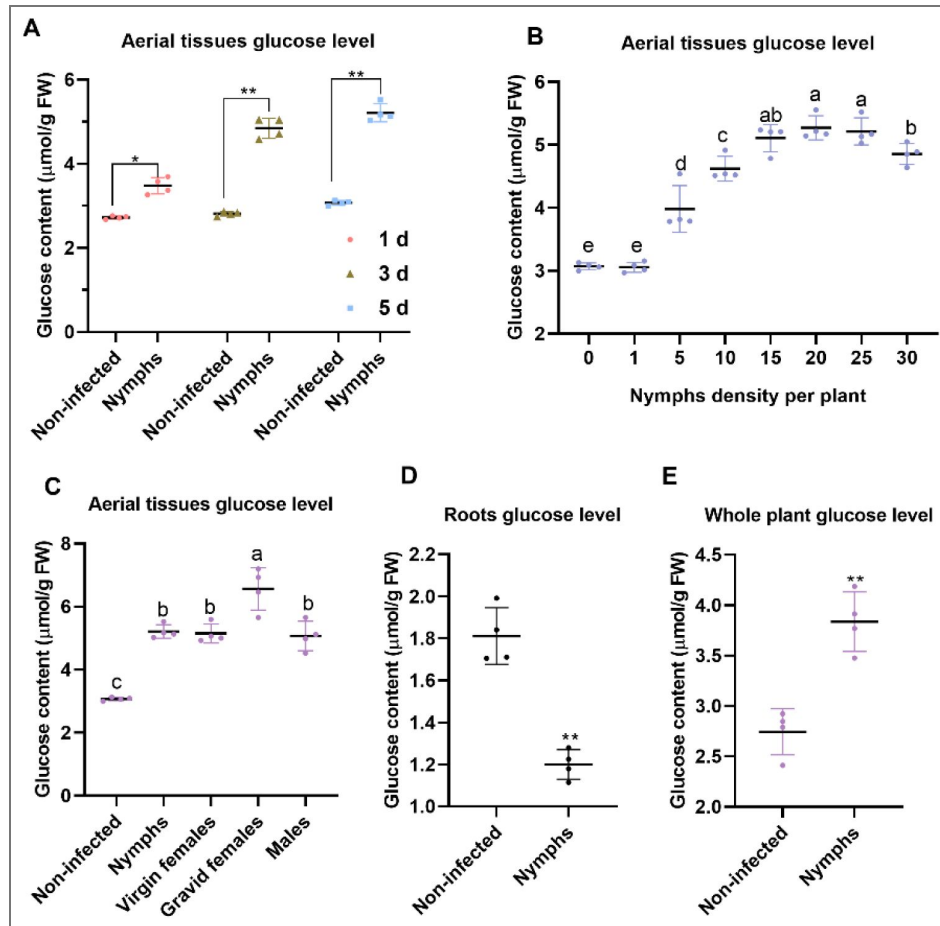 A
Aerial tissues glucose level
Glucose content (μmol/g FW)
6
4
2
0
*
**
**
1 d
3 d
5 d
Non-infected
Nymphs
Non-infected
Nymphs
Non-infected
Nymphs
B
Aerial tissues glucose level
Glucose content (μmol/g FW)
6
5
4
3
2
e
e
d
c
ab
a
a
b
0 1 5 10 15 20 25 30
Nymphs density per plant
C
Aerial tissues glucose level
Glucose content (μmol/g FW)
8
6
4
2
0
c
b
b
a
b
Non-infected
Nymphs
Virgin females
Gravid females
Males
D
Roots glucose level
Glucose content (μmol/g FW)
2.2
2.0
1.8
1.6
1.4
1.2
1.0
**
Non-infected
Nymphs
E
Whole plant glucose level
Glucose content (μmol/g FW)
4.5
4.0
3.5
3.0
2.5
2.0
**
Non-infected
Nymphs